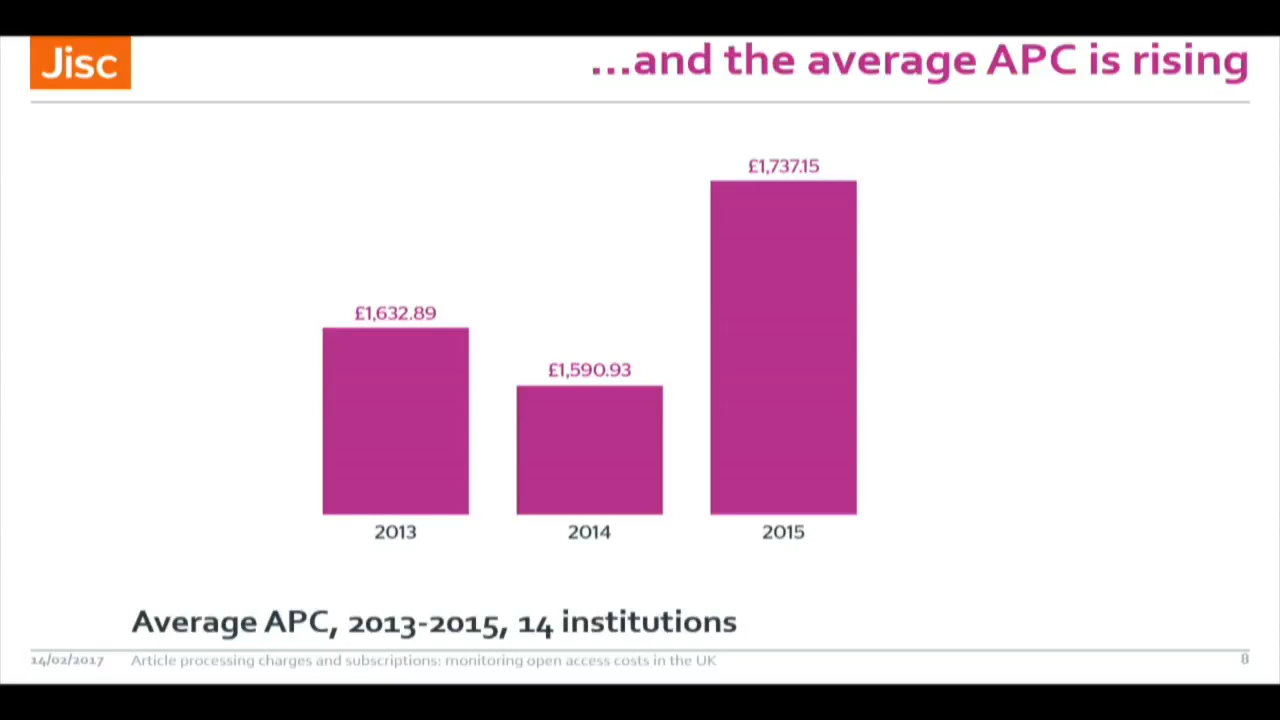 Jisc
...and the average APC is rising
£1,737.15
£1,632.89
£1,590.93
2013 2014 2015
Average APC, 2013-2015, 14 institutions
14/02/2017 Article processing charges and subscriptions: monitoring open access costs in the UK 8